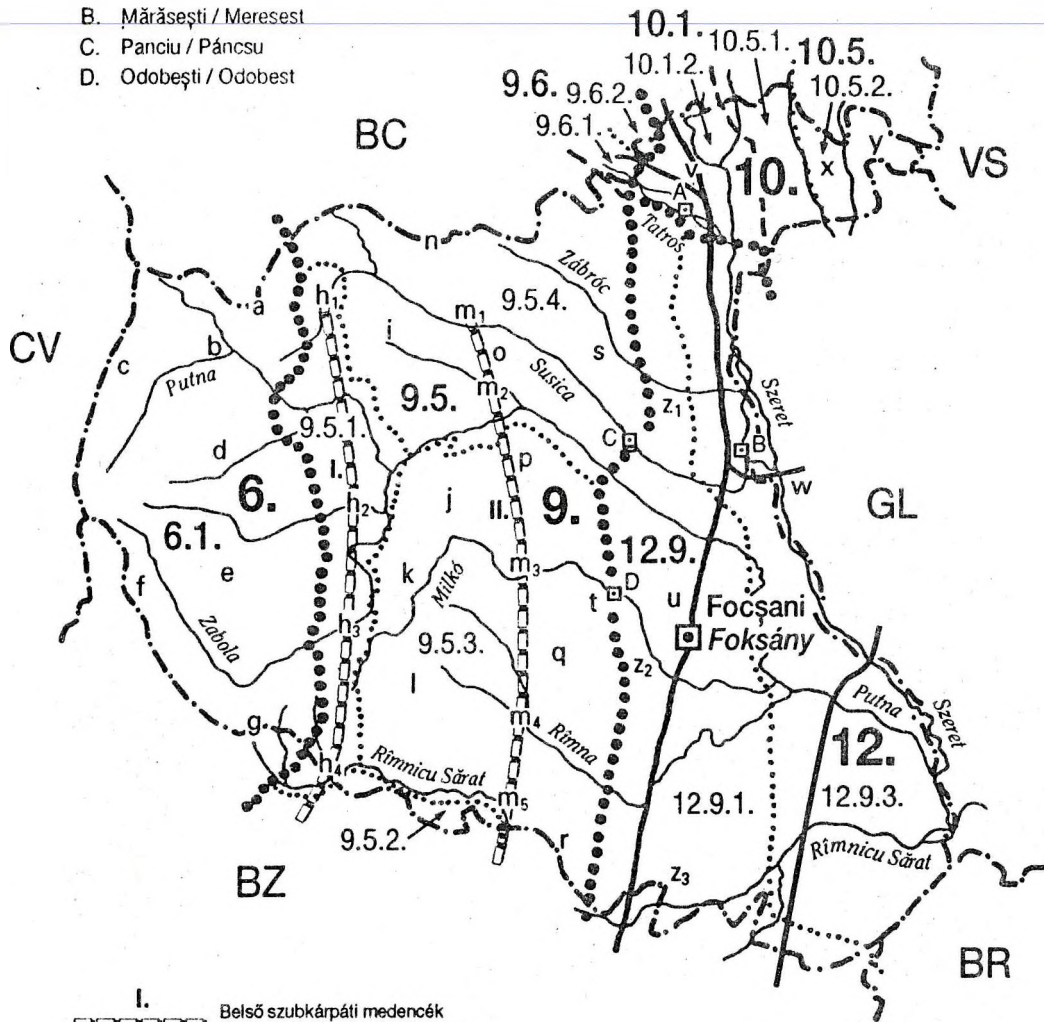 B. Mărăsești / Meresest
C. Panciu / Páncsu
D. Odobești / Odobest
10.1.
10.5.1.
10.5.
10.1.2.
10.5.2.
9.6.
9.6.2.
9.6.1.
BC
VS
v
y
x
10.
A
Tatros
n
Zábróc
9.5.4.
a
h1
m1
CV
c
b
i
o
s
Szeret
Putna
Susica
m2
z1
9.5.
9.5.1.
C
B
d
I.
p
w
6.
h2
j
II.
9.
GL
6.1.
12.9.
e
k
m3
D
f
Milkó
t
u
Focsani
Foksány
Zabola
h3
9.5.3.
q
z2
l
Putna
Szeret
g
m4
12.
h4
Rîmnicu Sărat
Rîmna
m5
12.9.1.
12.9.3.
9.5.2.
r
Rîmnicu Sărat
BZ
z3
BR
I.
Belső szubkárpáti medencék